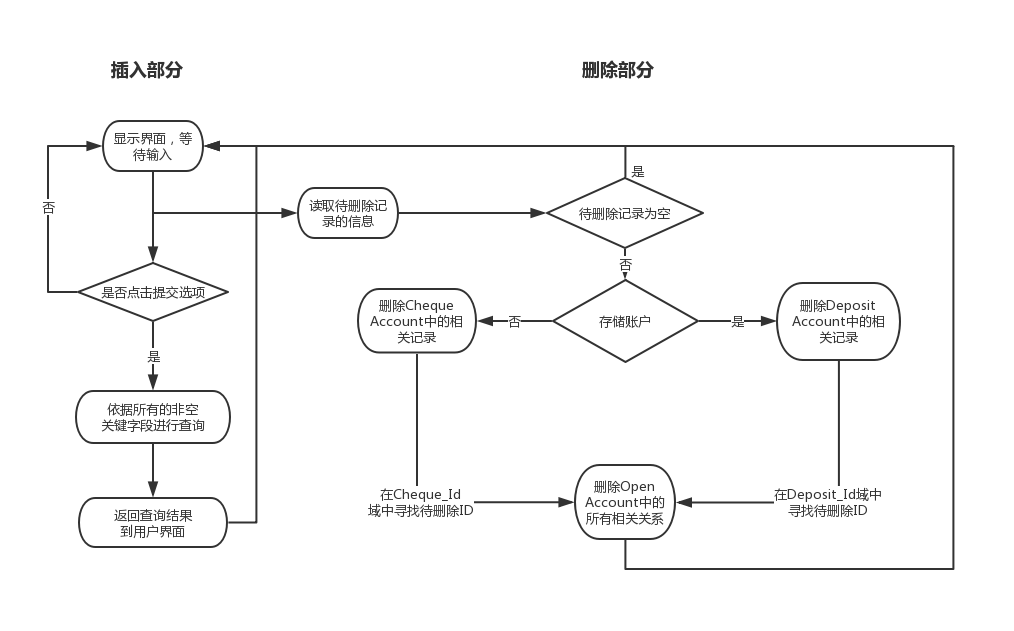 插入部分
删除部分
显示界面，等
待输入
否
是否点击提交选项
是
依据所有的非空
关键字段进行查询
返回查询结果
到用户界面
读取待删除记
录的信息
待删除记录为空
是
否
存储账户
否
是
删除Cheque
Account中的相
关记录
删除Deposit
Account中的相
关记录
在Cheque_Id
域中寻找待删除ID
删除Open
Account中的
所有相关关系
在Deposit_Id域中
寻找待删除ID